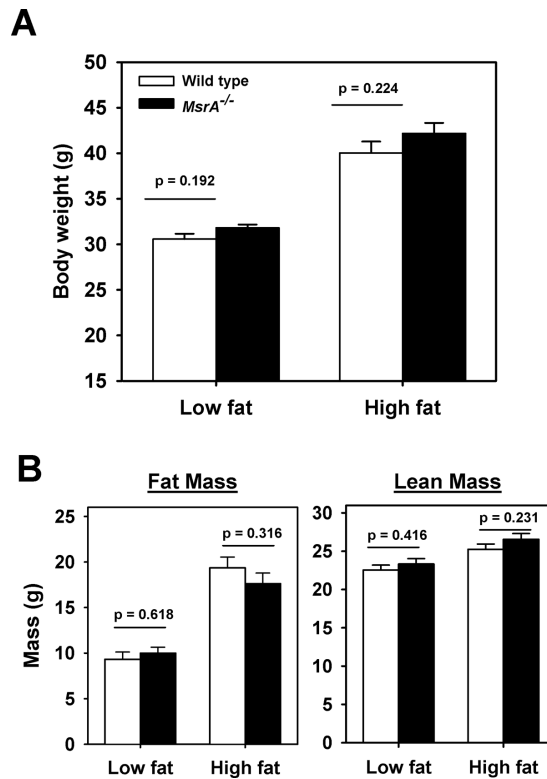 A
Wild type
MsrA-/-
p = 0.192
p = 0.224
50
45
40
35
30
25
20
15
Body weight (g)
Low fat High fat
B
Fat Mass
Lean Mass
p = 0.618
p = 0.316
25
20
15
10
5
0
Mass (g)
Low fat High fat
p = 0.416
p = 0.231
30
25
20
15
10
5
0
Low fat High fat